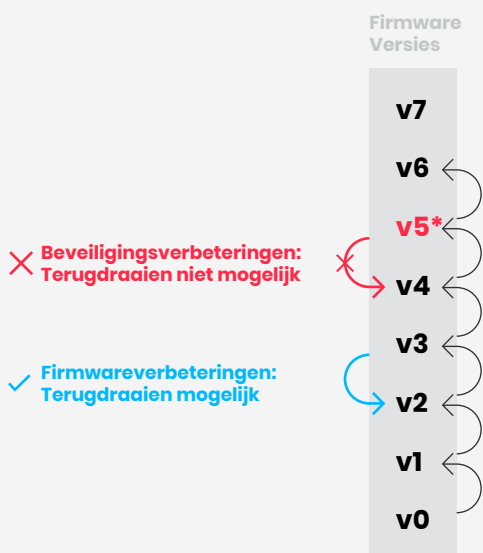 Firmware
Versies
v7
v6
v5*
Beveiligingsverbeteringen:
Terugdraaien niet mogelijk
v4
v3
Firmwareverbeteringen:
Terugdraaien mogelijk
v2
v1
v0